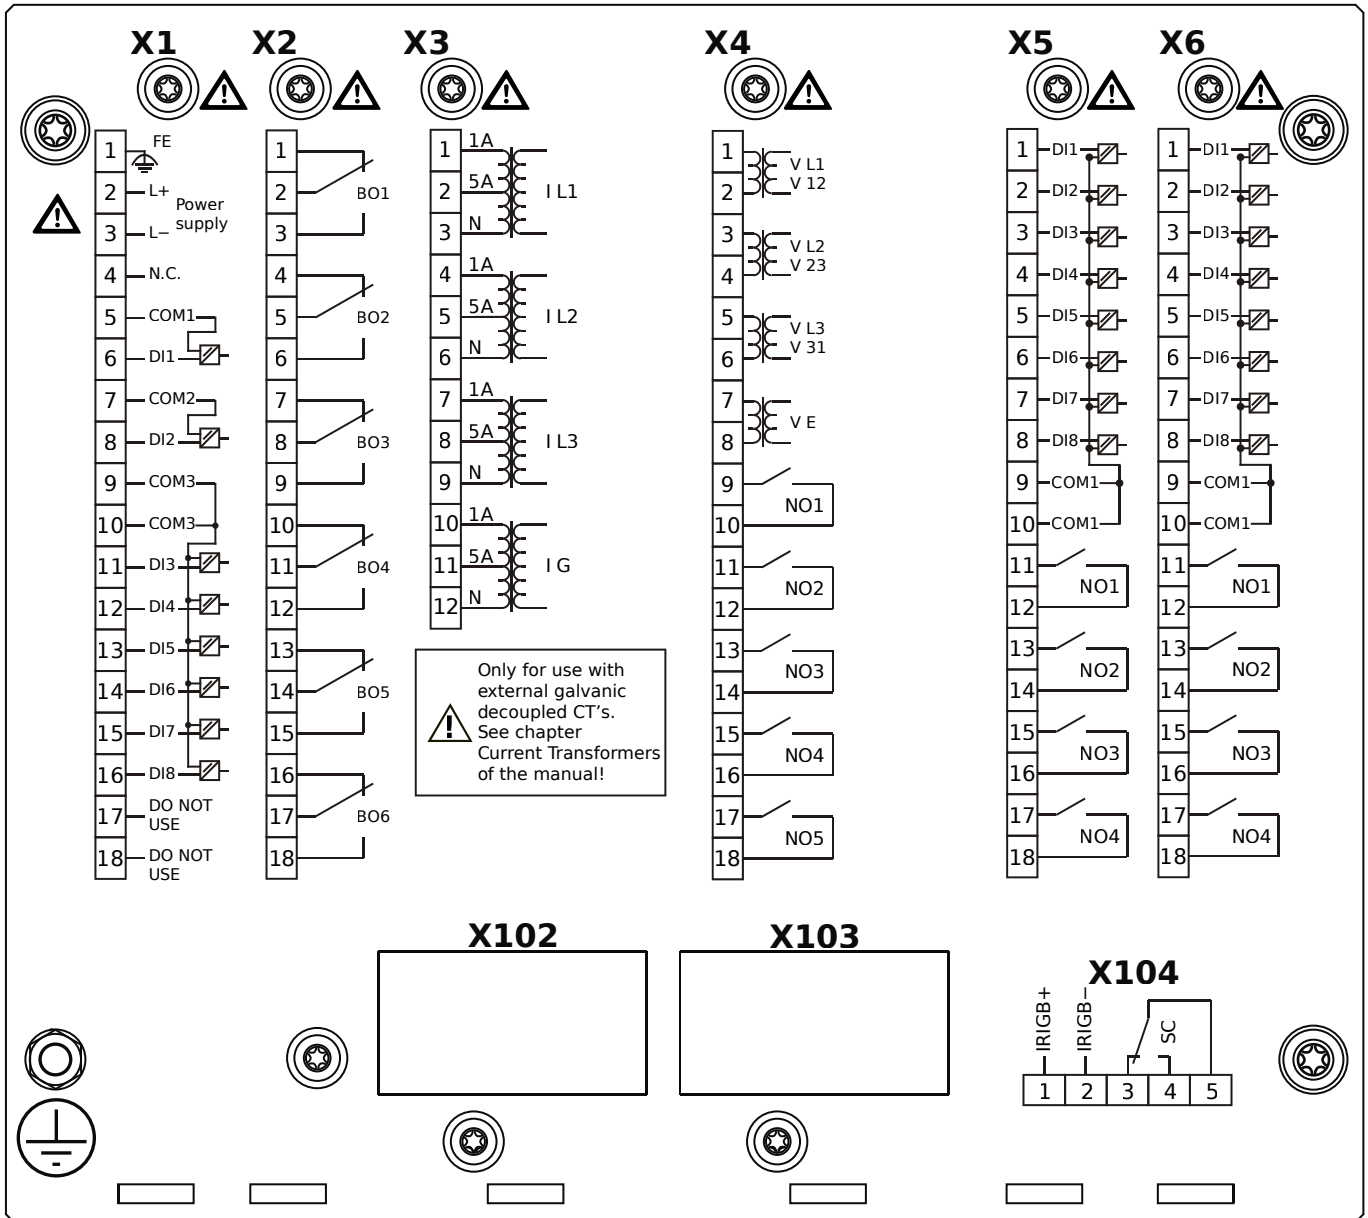 X1
X2
X3
X4
X5
X6
1 FE
2 L+
Power
supply
3 L−
4 N.C.
5 COM1
6 DI1
7 COM2
8 DI2
9 COM3
10 COM3
11 DI3
12 DI4
13 DI5
14 DI6
15 DI7
16 DI8
17 DO NOT
USE
18 DO NOT
USE
1
2 BO1
3
4
5 BO2
6
7
8 BO3
9
10
11 BO4
12
13
14 BO5
15
16
17 BO6
18
1 1A
2 5A I L1
3 N
4 1A
5 5A I L2
6 N
7 1A
8 5A I L3
9 N
10 1A
11 5A I G
12 N
Only for use with
external galvanic
decoupled CT's.
See chapter
Current Transformers
of the manual!
1 V L1
2 V 12
3 V L2
4 V 23
5 V L3
6 V 31
7
V E
8
9
NO1
10
11
NO2
12
13
NO3
14
15
NO4
16
17
NO5
18
1 DI1
2 DI2
3 DI3
4 DI4
5 DI5
6 DI6
7 DI7
8 DI8
9 COM1
10 COM1
11
NO1
12
13
NO2
14
15
NO3
16
17
NO4
18
1 DI1
2 DI2
3 DI3
4 DI4
5 DI5
6 DI6
7 DI7
8 DI8
9 COM1
10 COM1
11
NO1
12
13
NO2
14
15
NO3
16
17
NO4
18
X102
X103
X104
IRIGB+
IRIGB−
SC
1 2 3 4 5